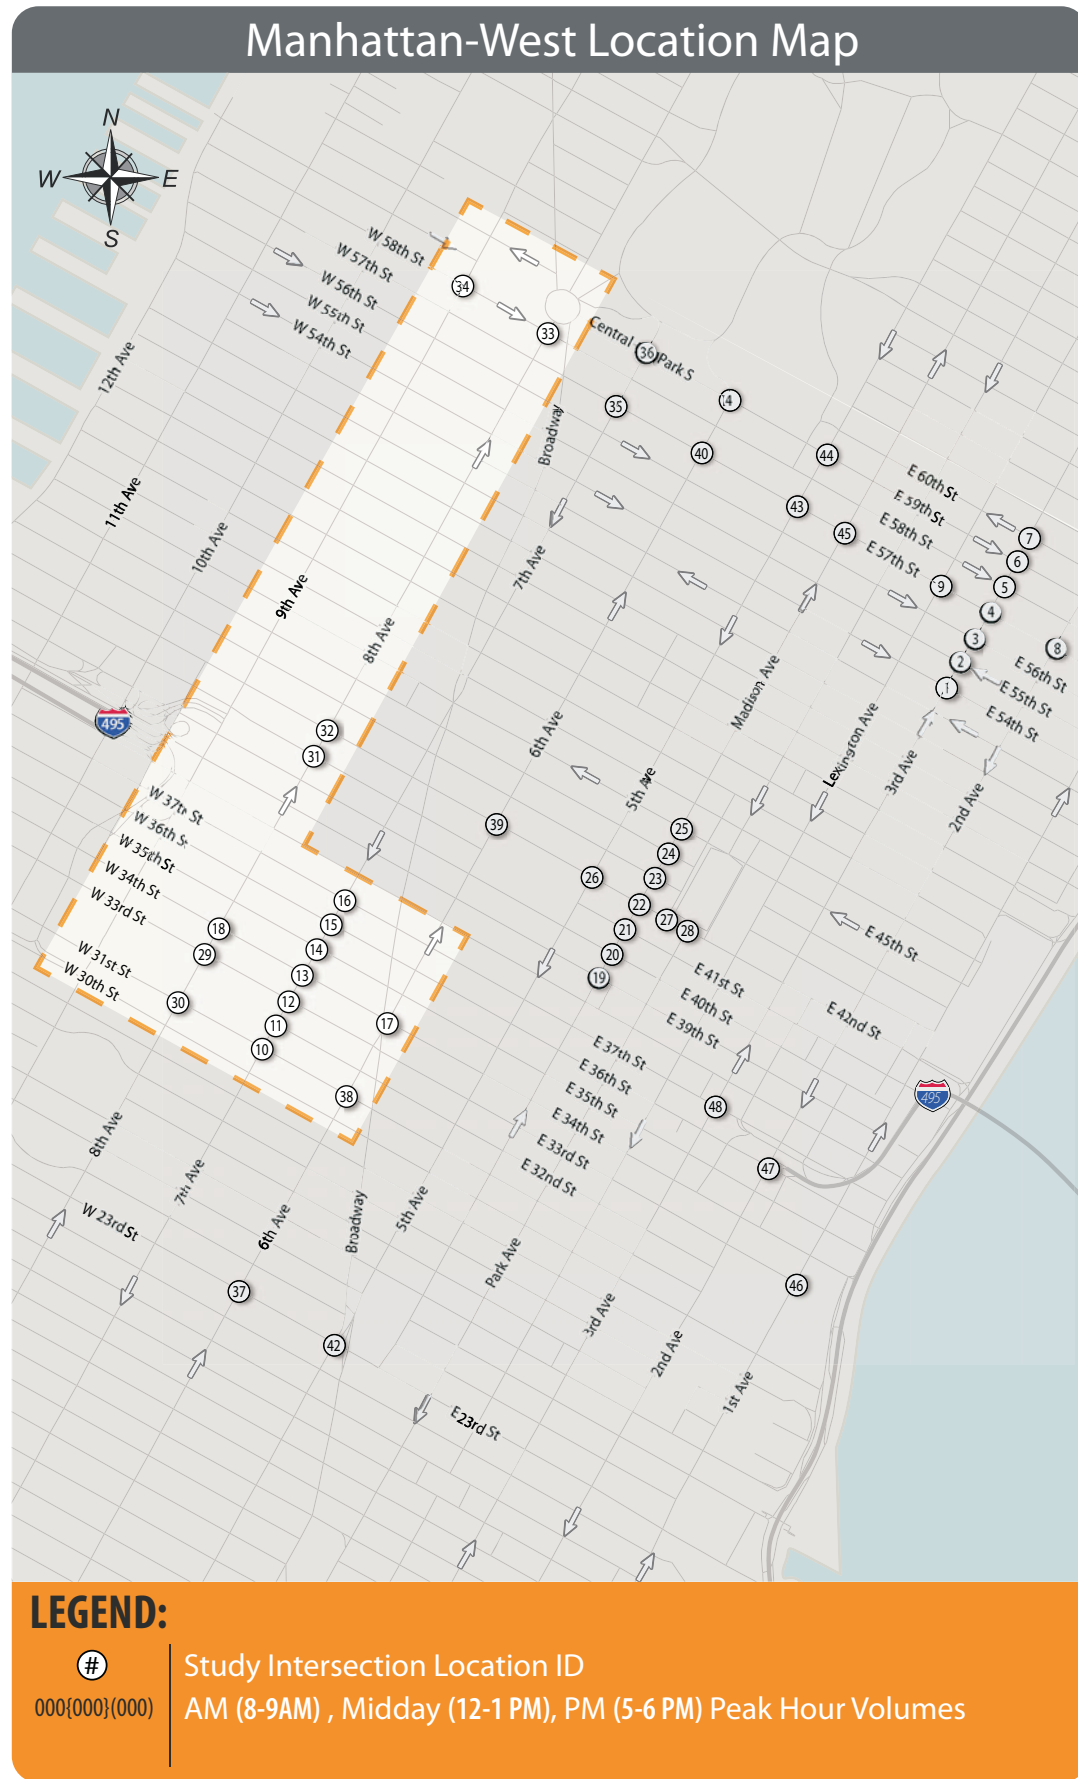 Manhattan-West Location Map
N
W E
S
W 58th St
W 57th St
W 56th St
W 55th St
W 54th St
34
33
Central Park S
36
12th Ave
35
Broadway
40
44
E 60th St
E 59th St
E 58th St
E 57th St
11th Ave
10th Ave
43
45
7
6
5
9
4
3
8
2
1
E 56th St
E 55th St
E 54th St
7th Ave
9th Ave
8th Ave
Madison Ave
Lexington Ave
3rd Ave
2nd Ave
6th Ave
5th Ave
495
32
31
W 37th St
W 36th St
W 35th St
W 34th St
W 33rd St
W 31st St
W 30th St
39
25
24
23
26
22
27
28
21
20
19
16
15
14
13
12
11
10
18
29
30
17
38
E 45th St
E 42nd St
E 41st St
E 40th St
E 39th St
E 37th St
E 36th St
E 35th St
E 34th St
E 33rd St
E 32nd St
495
48
47
46
8th Ave
7th Ave
6th Ave
Broadway
5th Ave
Park Ave
3rd Ave
2nd Ave
1st Ave
W 23rd St
37
42
E 23rd St
LEGEND:
# Study Intersection Location ID
000{000}(000) AM (8-9AM) , Midday (12-1 PM), PM (5-6 PM) Peak Hour Volumes